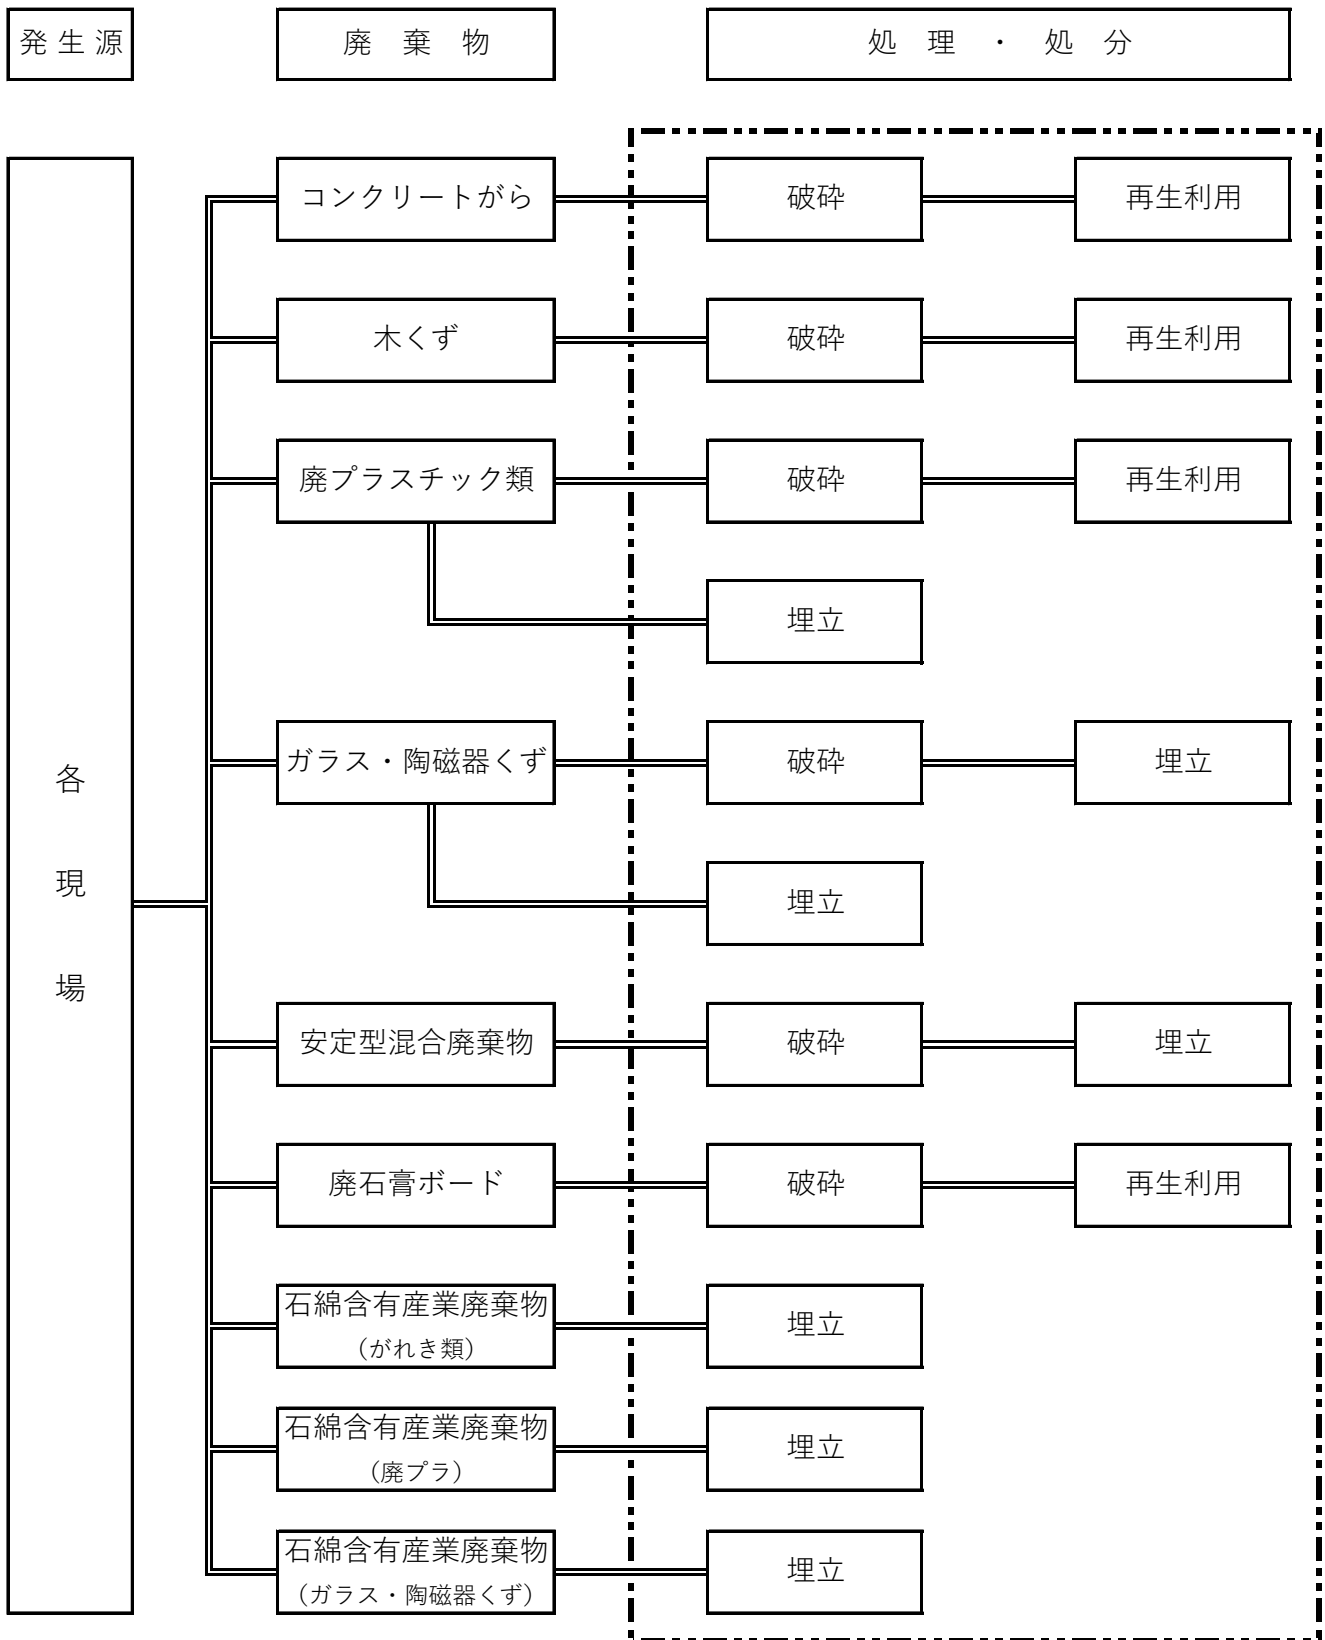 発生源
廃棄物
処理・処分
各現場
コンクリートがら
破砕
再生利用
木くず
破砕
再生利用
廃プラスチック類
破砕
再生利用
埋立
ガラス・陶磁器くず
破砕
埋立
埋立
安定型混合廃棄物
破砕
埋立
廃石膏ボード
破砕
再生利用
石綿含有産業廃棄物
（がれき類）
埋立
石綿含有産業廃棄物
（廃プラ）
埋立
石綿含有産業廃棄物
（ガラス・陶磁器くず）
埋立